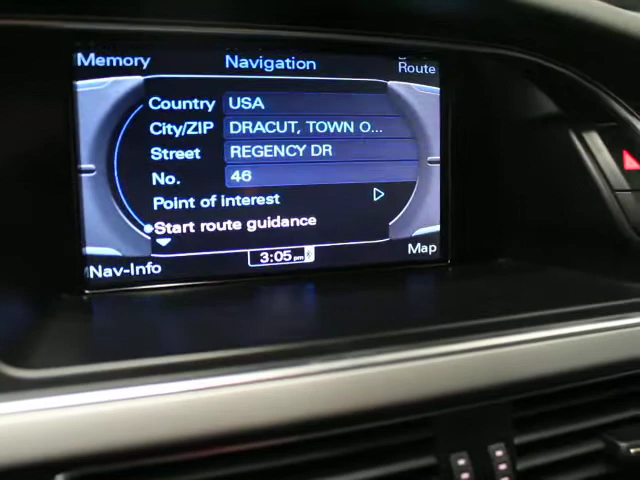 Memory Navigation Route
Country USA
City/ZIP DRACUT, TOWN O...
Street REGENCY DR
No. 46
Point of interest
Start route guidance
Nav-Info 3:05 pm Map